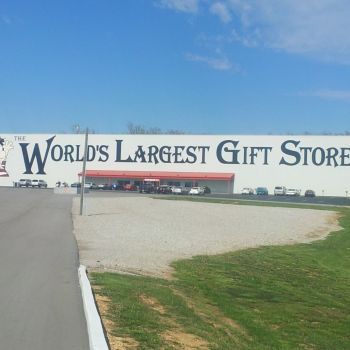 THE
WORLD'S LARGEST GIFT STORE